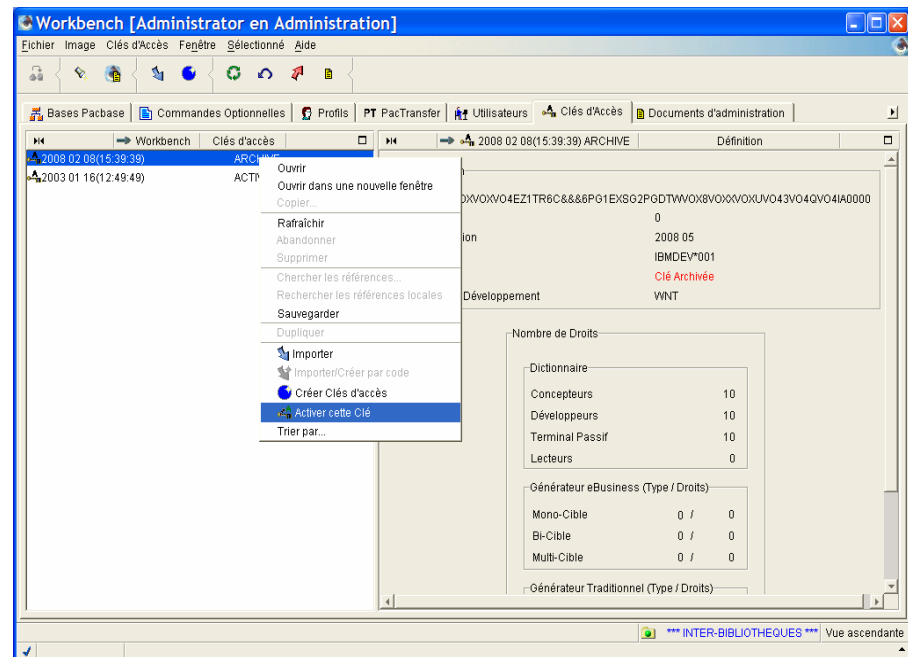 Workbench [Administrator en Administration]
Fichier Image Clés d'Accès Fenêtre Sélectionné Aide
Bases Pacbase Commandes Optionnelles Profils PT PacTransfer Utilisateurs Clés d'Accès Documents d'administration
Workbench Clés d'accès
2008 02 08(15:39:39) ARCHIVE Définition
2008 02 08(15:39:39)
2003 01 16(12:49:49)
Ouvrir
Ouvrir dans une nouvelle fenêtre
Copier...
Rafraîchir
Abandonner
Supprimer
Chercher les références...
Rechercher les références locales
Sauvegarder
Dupliquer
Importer
Importer/Créer par code
Créer Clés d'accès
Activer cette Clé
Trier par...
0
2008 05
IBMDEV*001
Clé Archivée
Développement WNT
Nombre de Droits
Dictionnaire
Concepteurs 10
Développeurs 10
Terminal Passif 10
Lecteurs 0
Générateur eBusiness (Type / Droits)
Mono-Cible 0 / 0
Bi-Cible 0 / 0
Multi-Cible 0 / 0
Générateur Traditionnel (Type / Droits)
*** INTER-BIBLIOTHEQUES *** Vue ascendante